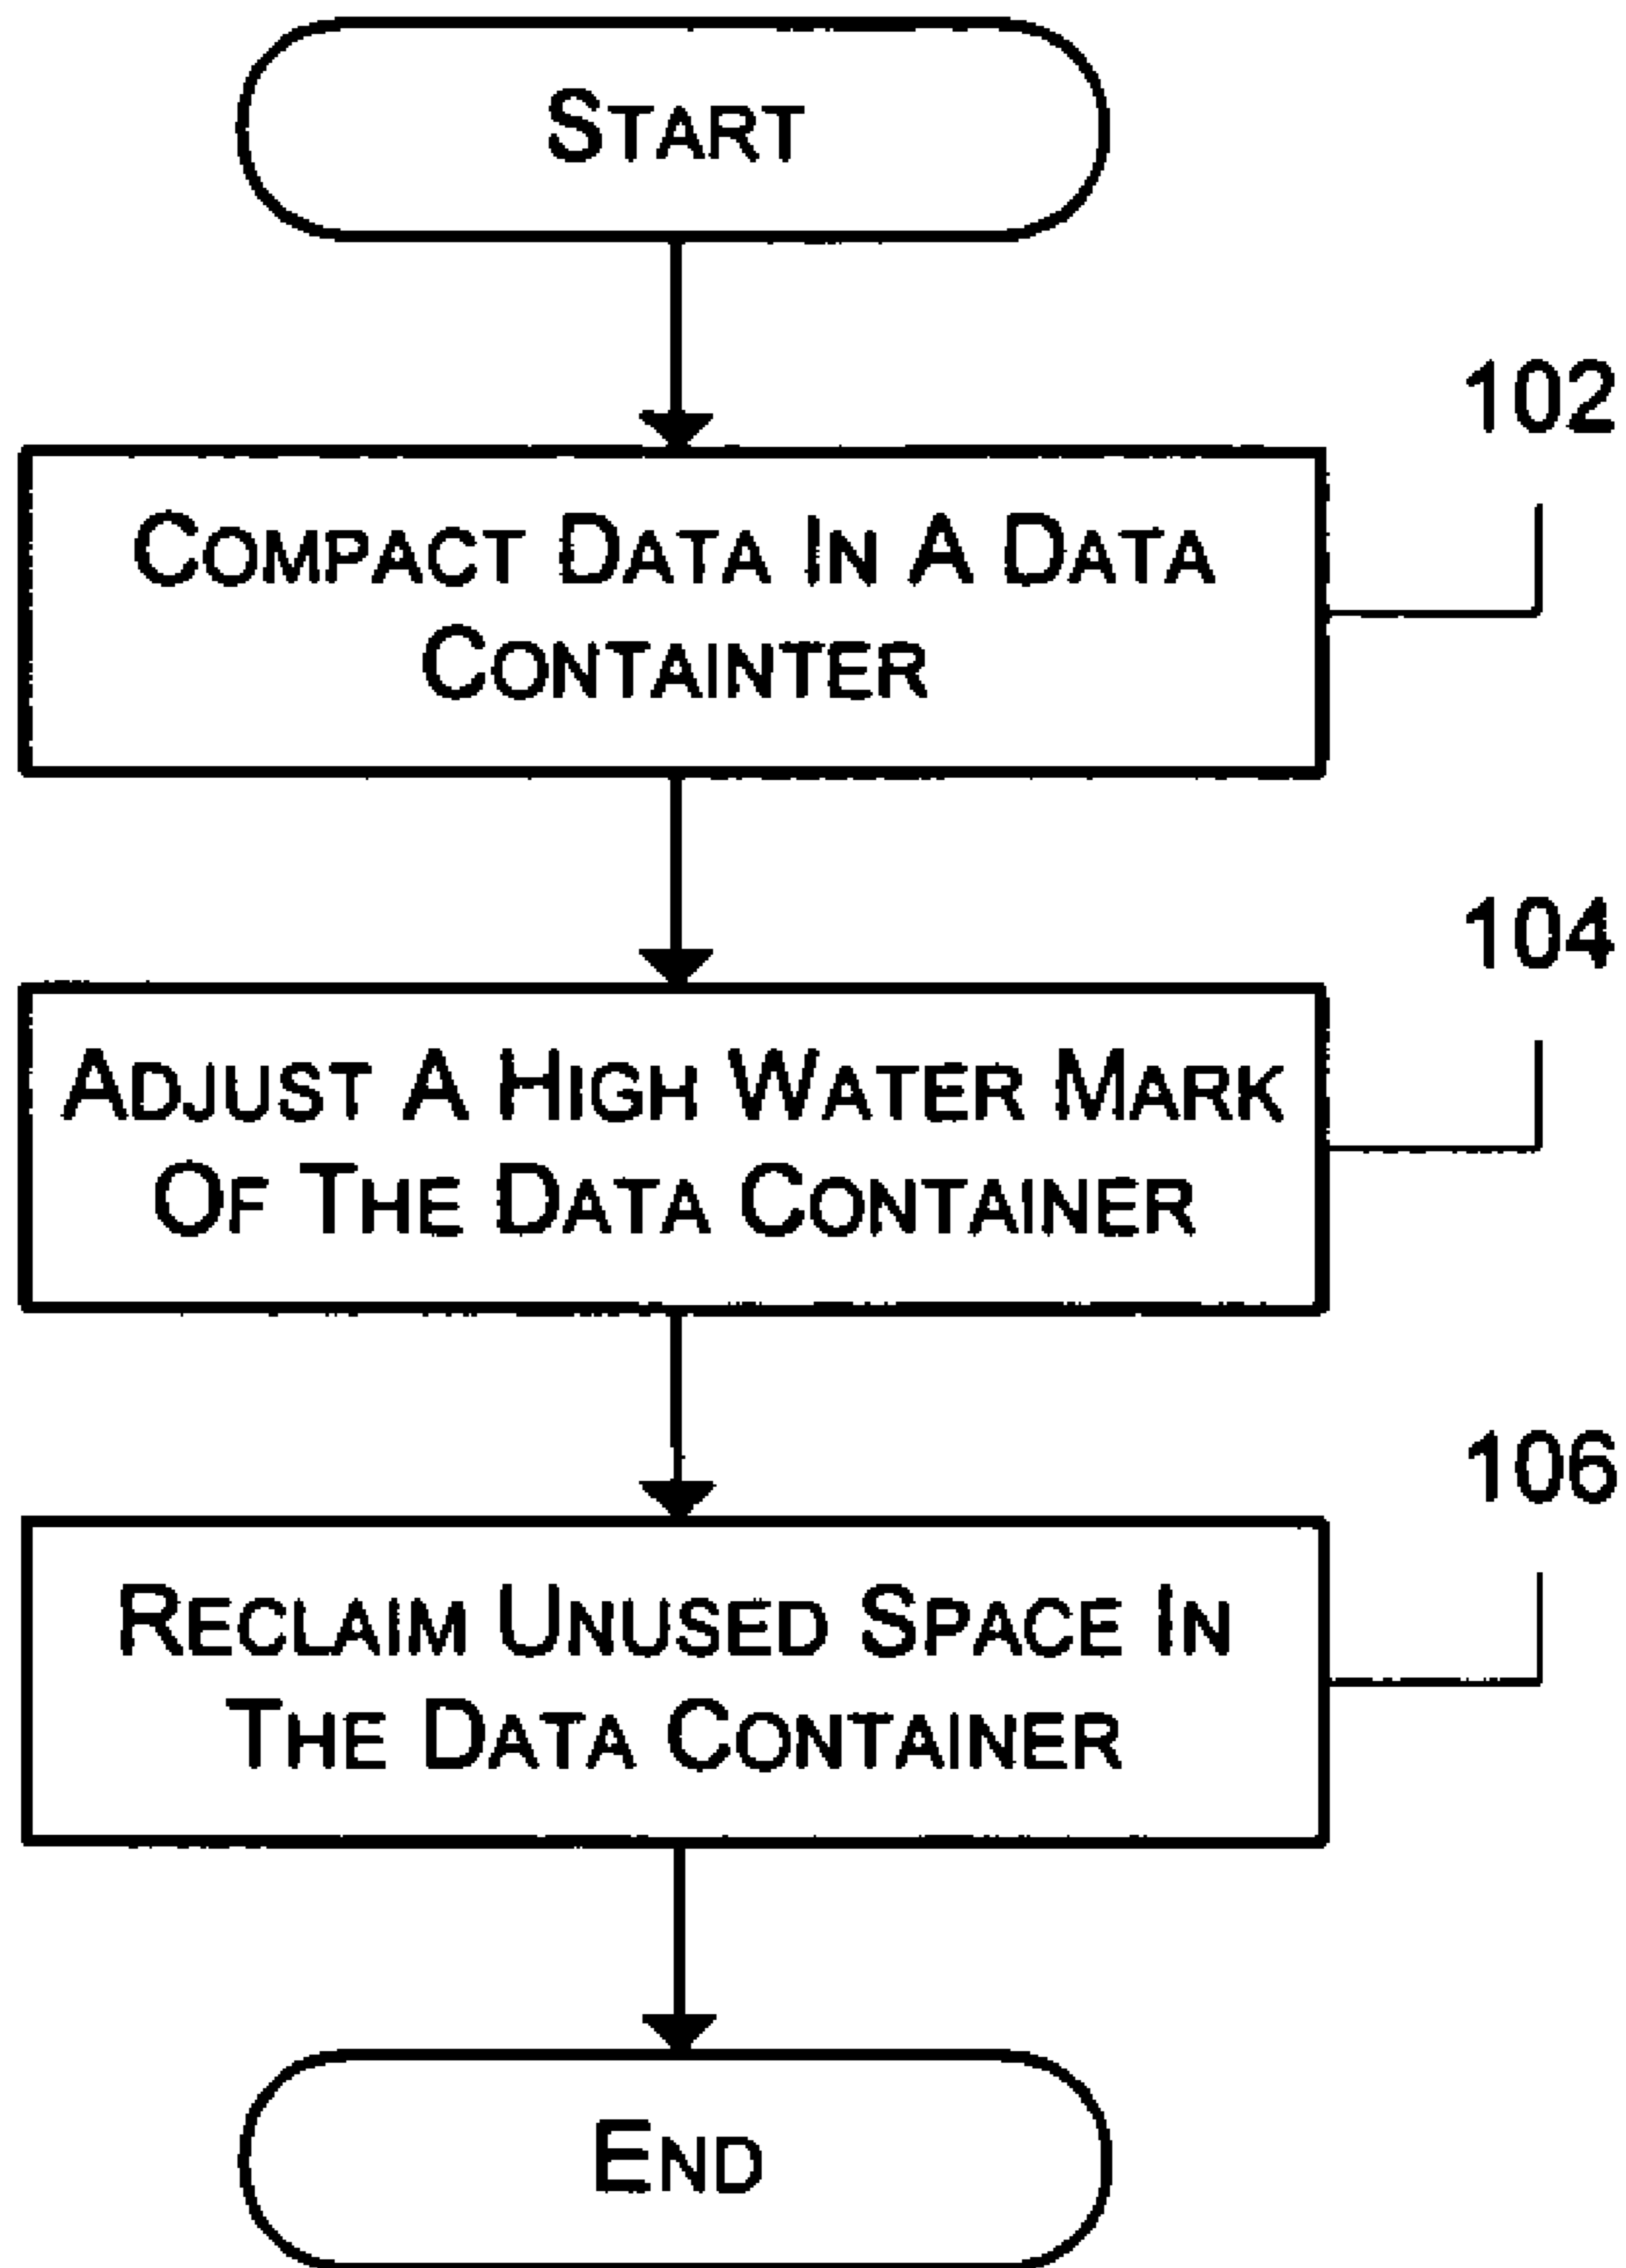 START
102
COMPACT DATA IN A DATA
CONTAINTER
104
ADJUST A HIGH WATER MARK
OF THE DATA CONTAINER
106
RECLAIM UNUSED SPACE IN
THE DATA CONTAINER
END